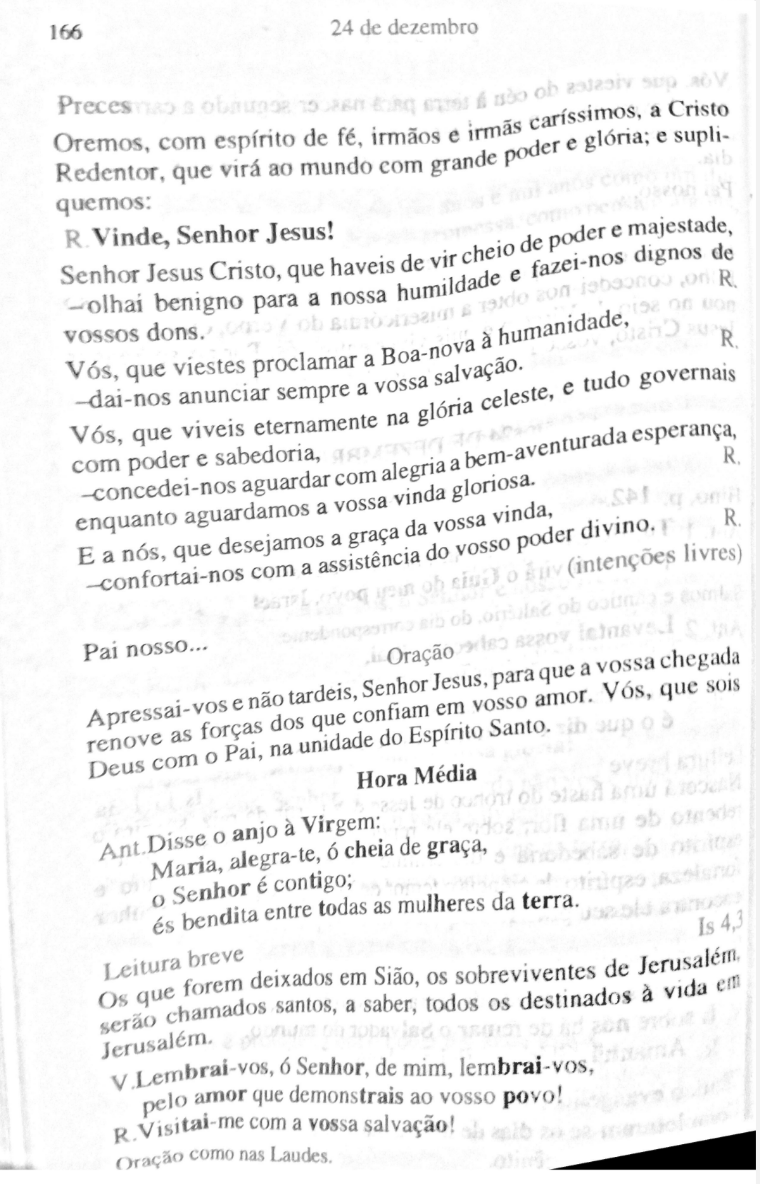 166
24 de dezembro
Preces
Oremos, com espírito de fé, irmãos e irmãs caríssimos, a Cristo
Redentor, que virá ao mundo com grande poder e glória; e supli-
quemos:
R. Vinde, Senhor Jesus!
Senhor Jesus Cristo, que haveis de vir cheio de poder e majestade,
—olhai benigno para a nossa humildade e fazei-nos dignos de
vossos dons. R.
Vós, que viestes proclamar a Boa-nova à humanidade,
—dai-nos anunciar sempre a vossa salvação. R.
Vós, que viveis eternamente na glória celeste, e tudo governais
com poder e sabedoria,
—concedei-nos aguardar com alegria a bem-aventurada esperança,
enquanto aguardamos a vossa vinda gloriosa. R.
E a nós, que desejamos a graça da vossa vinda,
—confortai-nos com a assistência do vosso poder divino. R.
(intenções livres)
Pai nosso...
Oração
Apressai-vos e não tardeis, Senhor Jesus, para que a vossa chegada
renove as forças dos que confiam em vosso amor. Vós, que sois
Deus com o Pai, na unidade do Espírito Santo.
Hora Média
Ant.Disse o anjo à Virgem:
Maria, alegra-te, ó cheia de graça,
o Senhor é contigo;
és bendita entre todas as mulheres da terra.
Leitura breve Is 4,3
Os que forem deixados em Sião, os sobreviventes de Jerusalém,
serão chamados santos, a saber, todos os destinados à vida em
Jerusalém.
V.Lembrai-vos, ó Senhor, de mim, lembrai-vos,
pelo amor que demonstrais ao vosso povo!
R.Visitai-me com a vossa salvação!
Oração como nas Laudes.